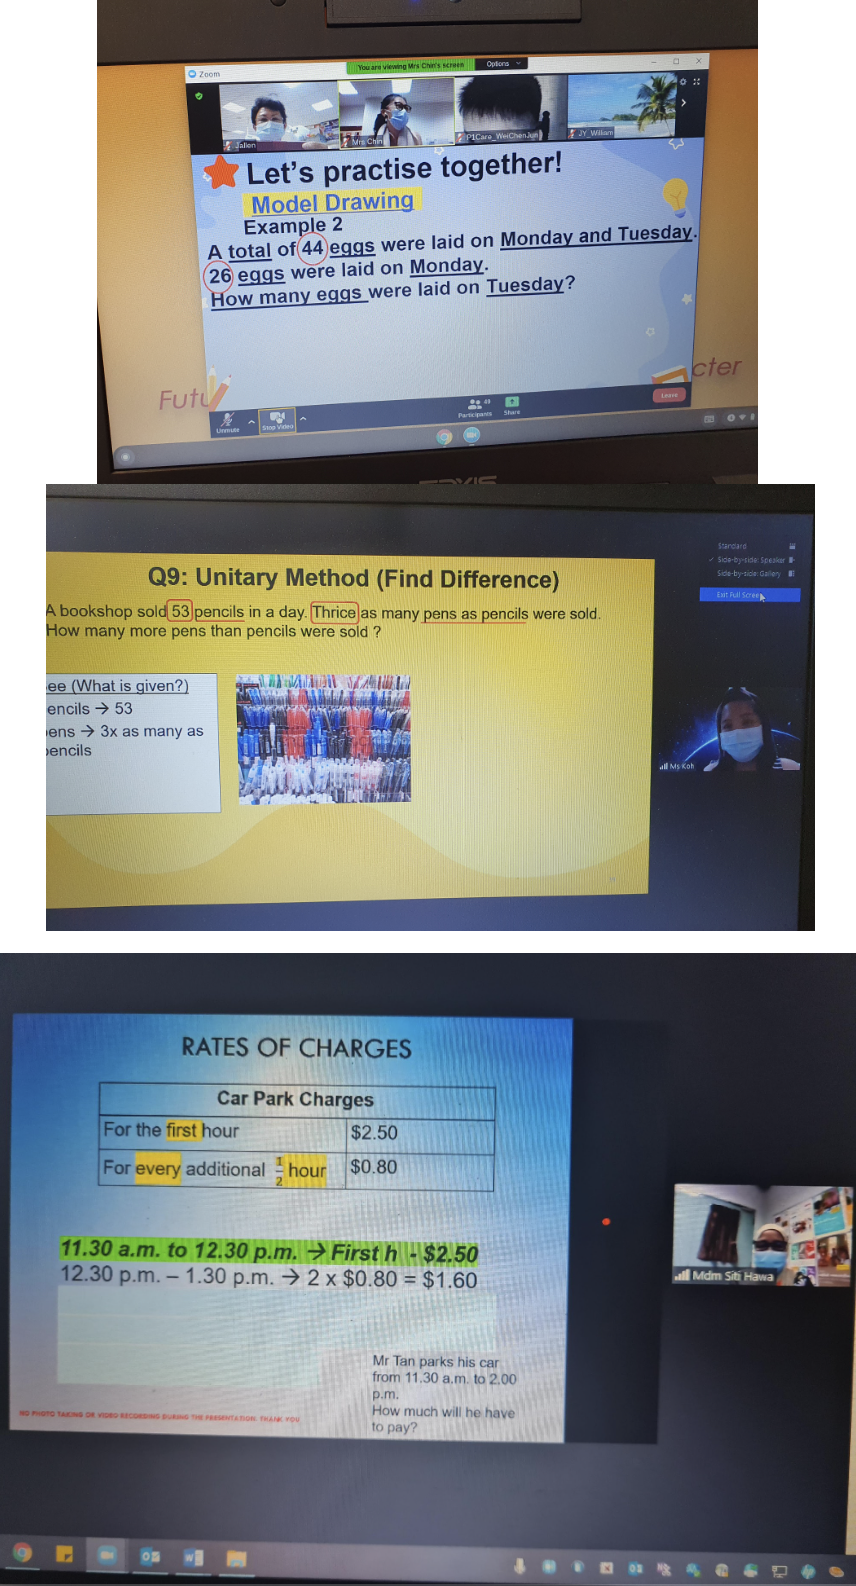 Zoom
You are viewing Mrs Chin's screen
Options
Jallen
Mrs Chin
P1Care_WeiChenJun
JY_William
Let's practise together!
Model Drawing
Example 2
A total of 44 eggs were laid on Monday and Tuesday.
26 eggs were laid on Monday.
How many eggs were laid on Tuesday?
Futu
cter
Unmute
Stop Video
Participants
49
Share
Leave
Q9: Unitary Method (Find Difference)
A bookshop sold 53 pencils in a day. Thrice as many pens as pencils were sold.
How many more pens than pencils were sold ?
ee (What is given?)
encils → 53
ens → 3x as many as
encils
Standard
✓ Side-by-side: Speaker
Side-by-side: Gallery
Exit Full Screen
Ms Koh
RATES OF CHARGES
Car Park Charges
For the first hour $2.50
For every additional 1/2 hour $0.80
11.30 a.m. to 12.30 p.m. → First h - $2.50
12.30 p.m. – 1.30 p.m. → 2 x $0.80 = $1.60
Mr Tan parks his car
from 11.30 a.m. to 2.00
p.m.
How much will he have
to pay?
NO PHOTO TAKING OR VIDEO RECORDING DURING THE PRESENTATION. THANK YOU
Mdm Siti Hawa